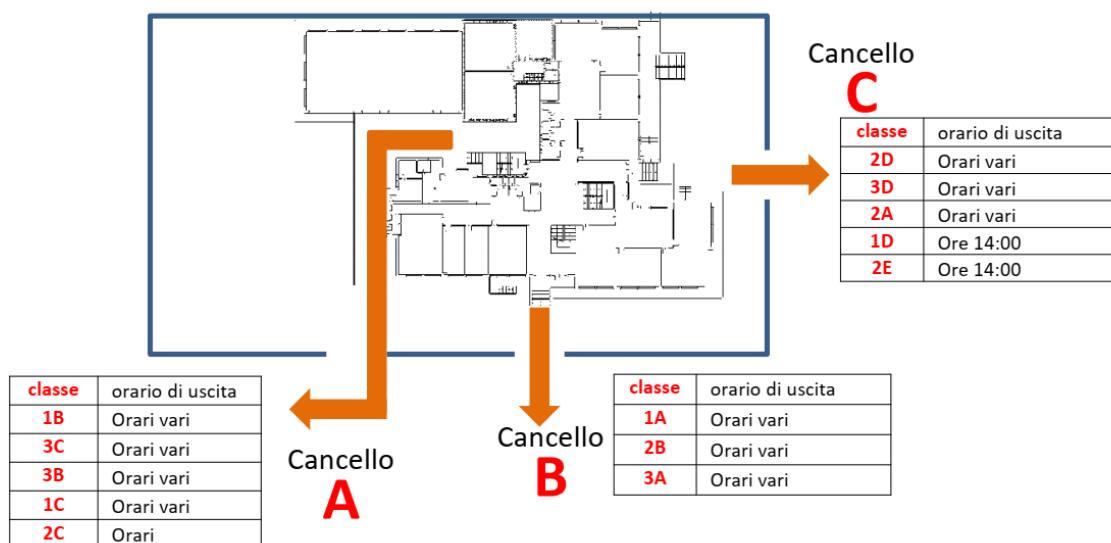 Cancello
C
classe orario di uscita
2D Orari vari
3D Orari vari
2A Orari vari
1D Ore 14:00
2E Ore 14:00
classe orario di uscita
1B Orari vari
3C Orari vari
3B Orari vari
1C Orari vari
2C Orari
Cancello
A
Cancello
B
classe orario di uscita
1A Orari vari
2B Orari vari
3A Orari vari